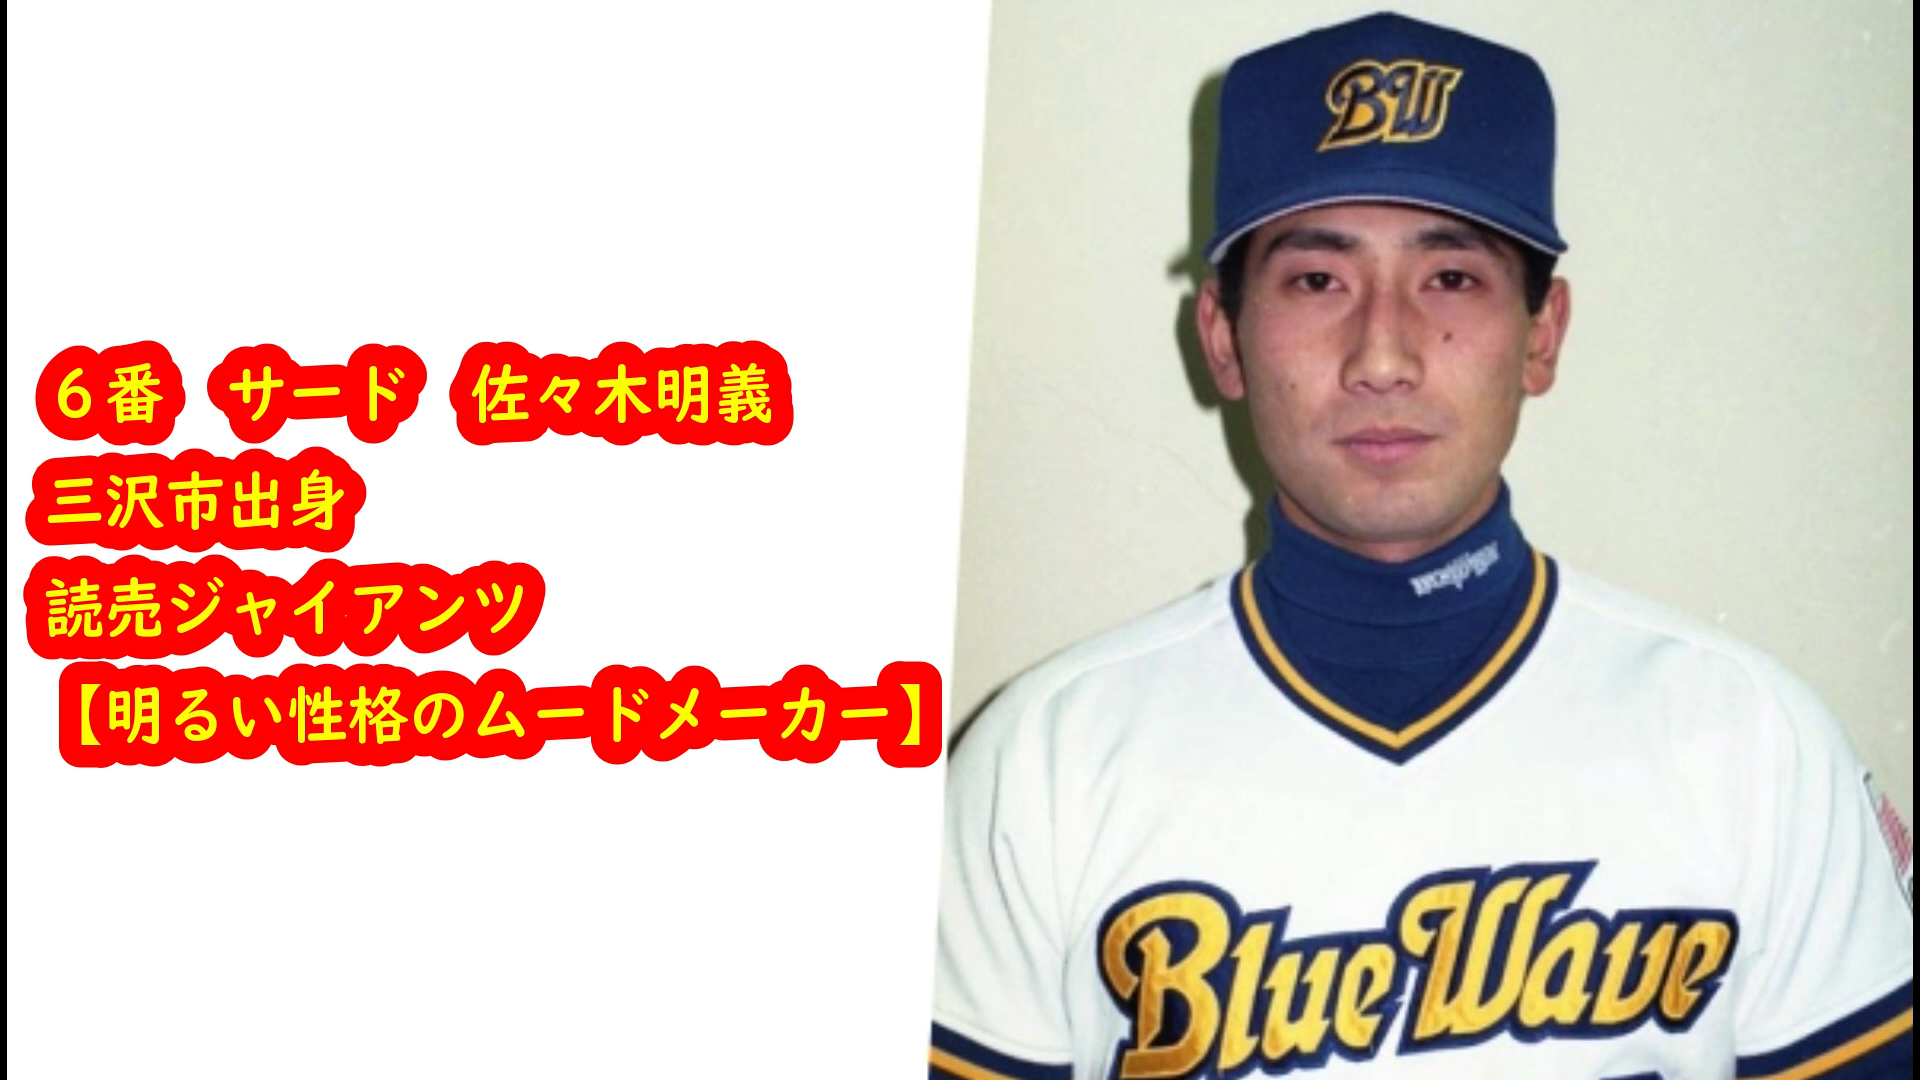 ６番　サード　佐々木明義
三沢市出身
読売ジャイアンツ
【明るい性格のムードメーカー】
BW
Blue Wave